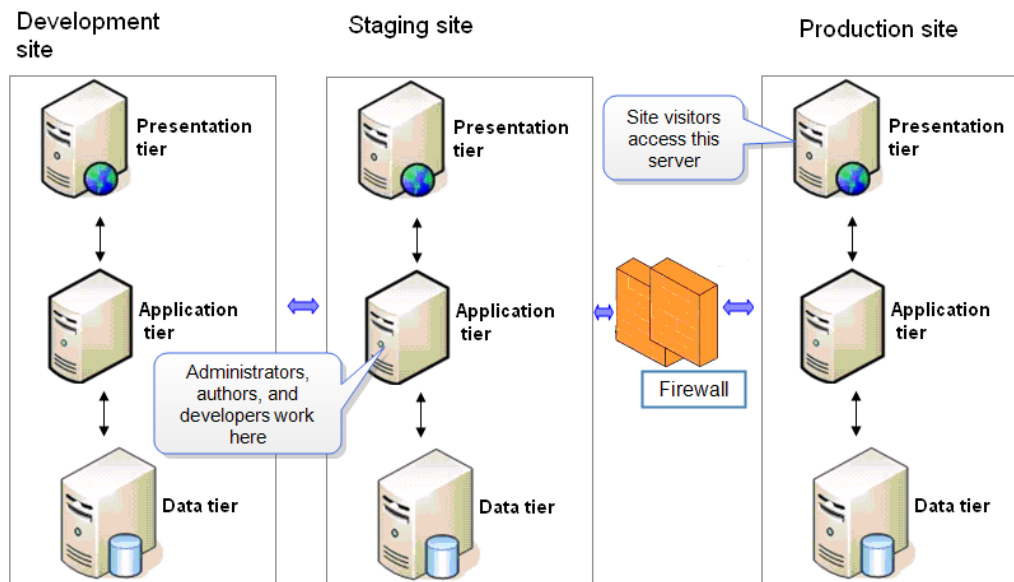 Development
site
Staging site
Production site
Presentation
tier
Presentation
tier
Site visitors
access this
server
Presentation
tier
Application
tier
Application
tier
Application
tier
Administrators,
authors, and
developers work
here
Firewall
Data tier
Data tier
Data tier